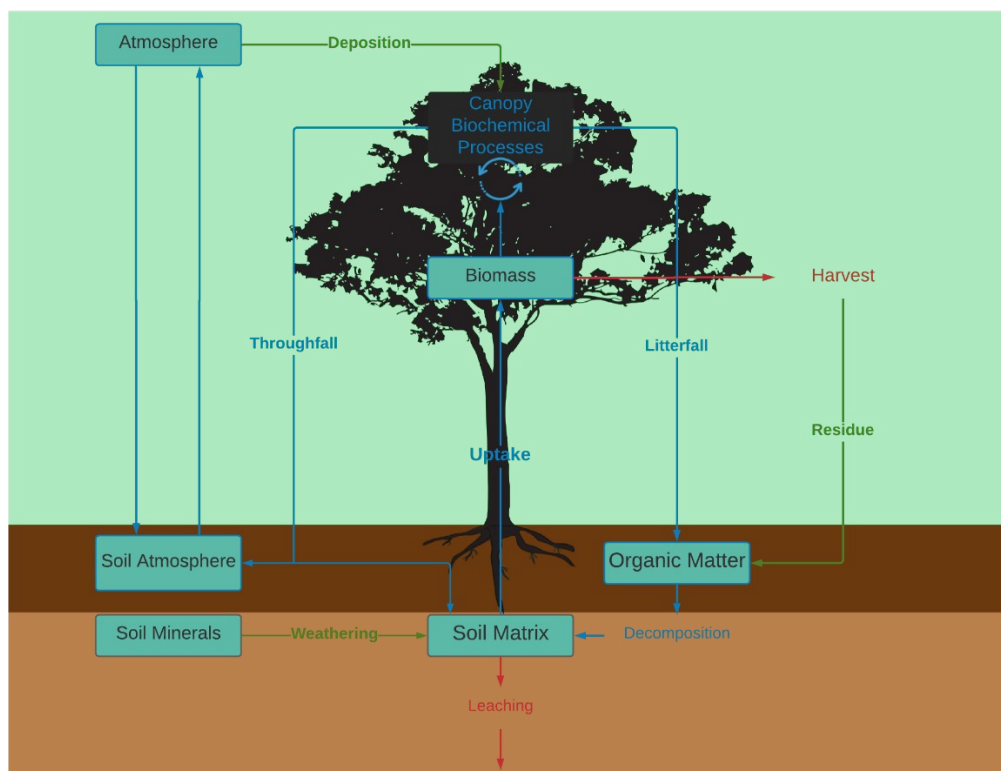 Atmosphere
Deposition
Canopy
Biochemical
Processes
Biomass
Harvest
Throughfall
Litterfall
Residue
Uptake
Soil Atmosphere
Organic Matter
Soil Minerals
Weathering
Soil Matrix
Decomposition
Leaching